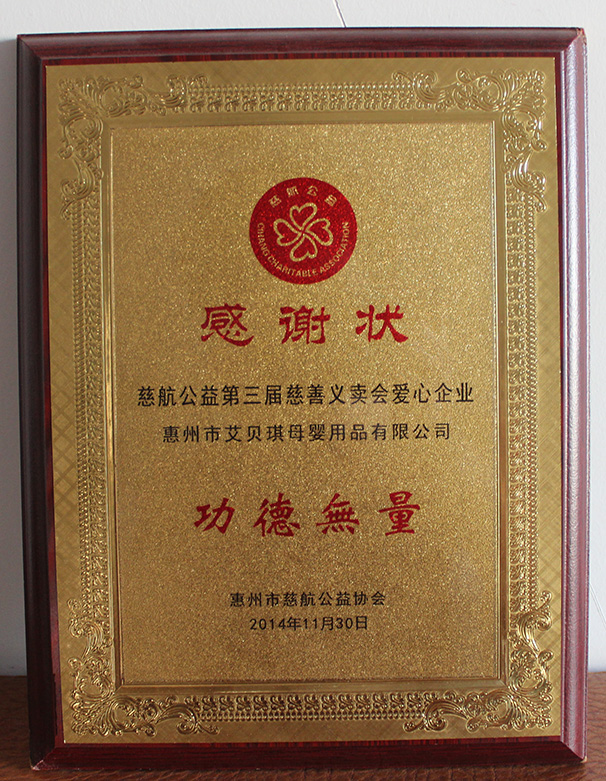 慈航公益
CIHANG CHARITABLE ASSOCIATION
感谢状
慈航公益第三届慈善义卖会爱心企业
惠州市艾贝琪母婴用品有限公司
功德無量
惠州市慈航公益协会
2014年11月30日